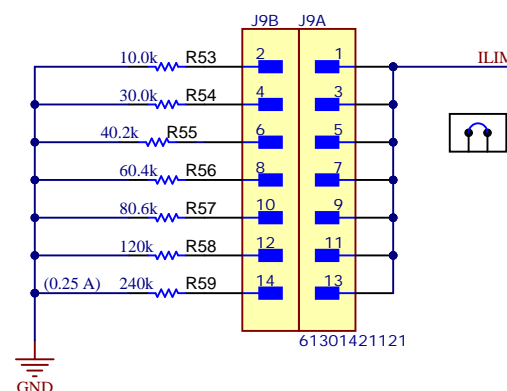 J9B J9A
10.0k R53 2 1 ILIM
30.0k R54 4 3
40.2k R55 6 5
60.4k R56 8 7
80.6k R57 10 9
120k R58 12 11
(0.25 A) 240k R59 14 13
61301421121
GND